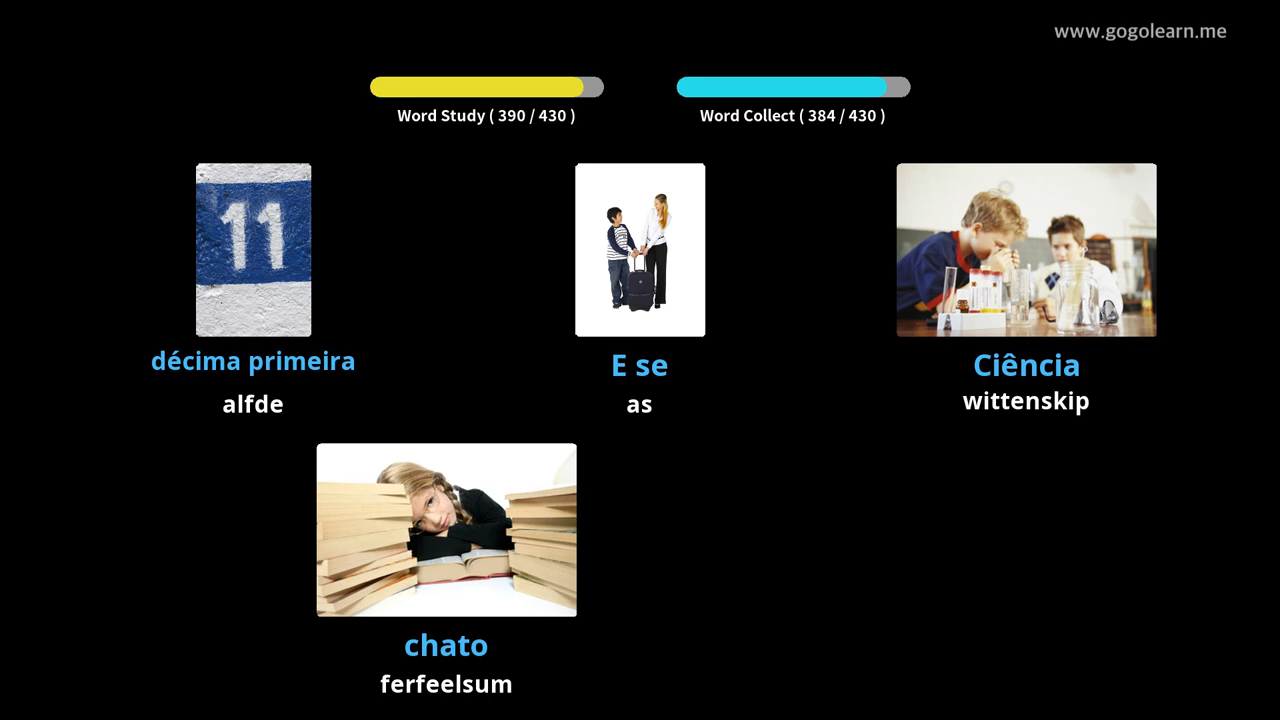 www.gogolearn.me
Word Study ( 390 / 430 )
Word Collect ( 384 / 430 )
11
décima primeira
alfde
E se
as
Ciência
wittenskip
chato
ferfeelsum